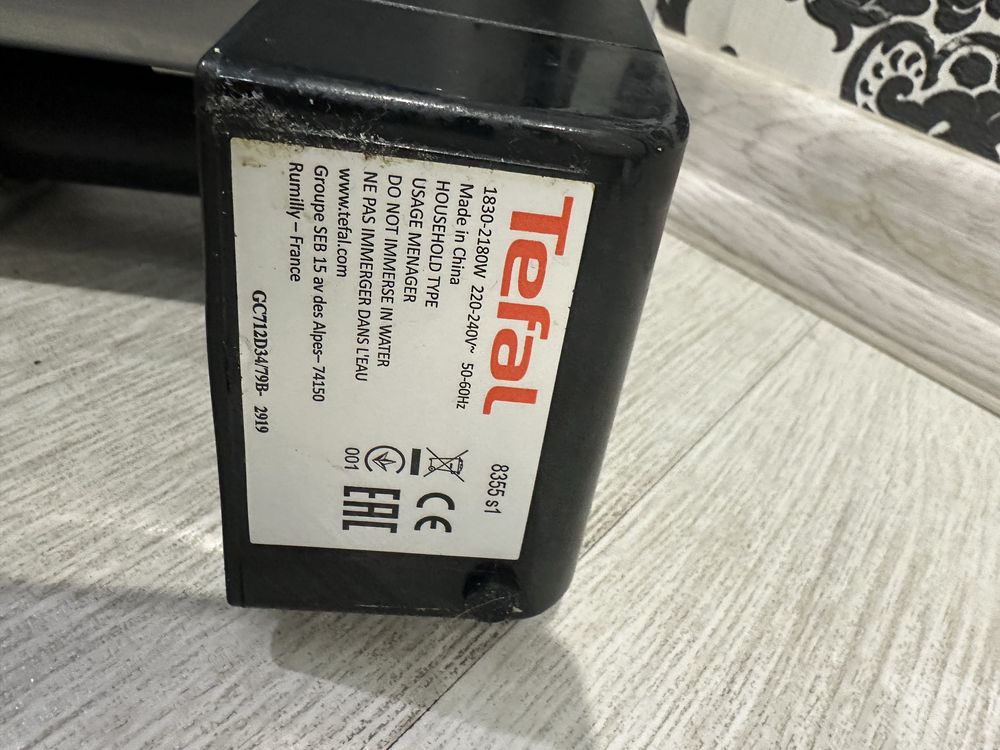 Tefal
8355 s1
1830-2180W 220-240V~ 50-60Hz
Made in China
HOUSEHOLD TYPE
USAGE MENAGER
DO NOT IMMERSE IN WATER
NE PAS IMMERGER DANS L'EAU
www.tefal.com
Groupe SEB 15 av des Alpes– 74150
Rumilly – France
CE
EAC
001
GC712D34/79B- 2919